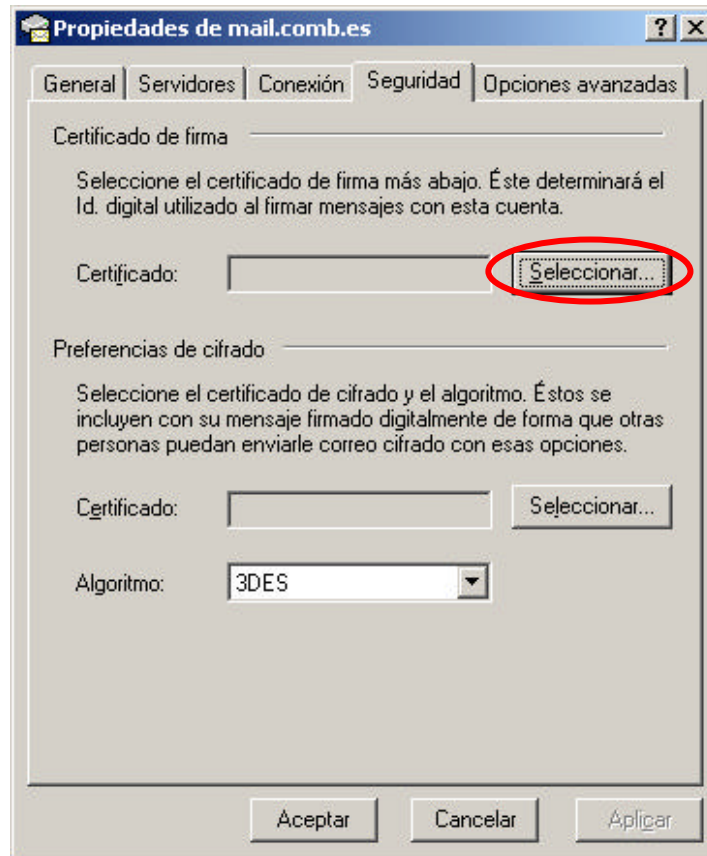 Propiedades de mail.comb.es
General Servidores Conexión Seguridad Opciones avanzadas
Certificado de firma
Seleccione el certificado de firma más abajo. Éste determinará el
Id. digital utilizado al firmar mensajes con esta cuenta.
Certificado: Seleccionar...
Preferencias de cifrado
Seleccione el certificado de cifrado y el algoritmo. Éstos se
incluyen con su mensaje firmado digitalmente de forma que otras
personas puedan enviarle correo cifrado con esas opciones.
Certificado: Seleccionar...
Algoritmo: 3DES
Aceptar Cancelar Aplicar